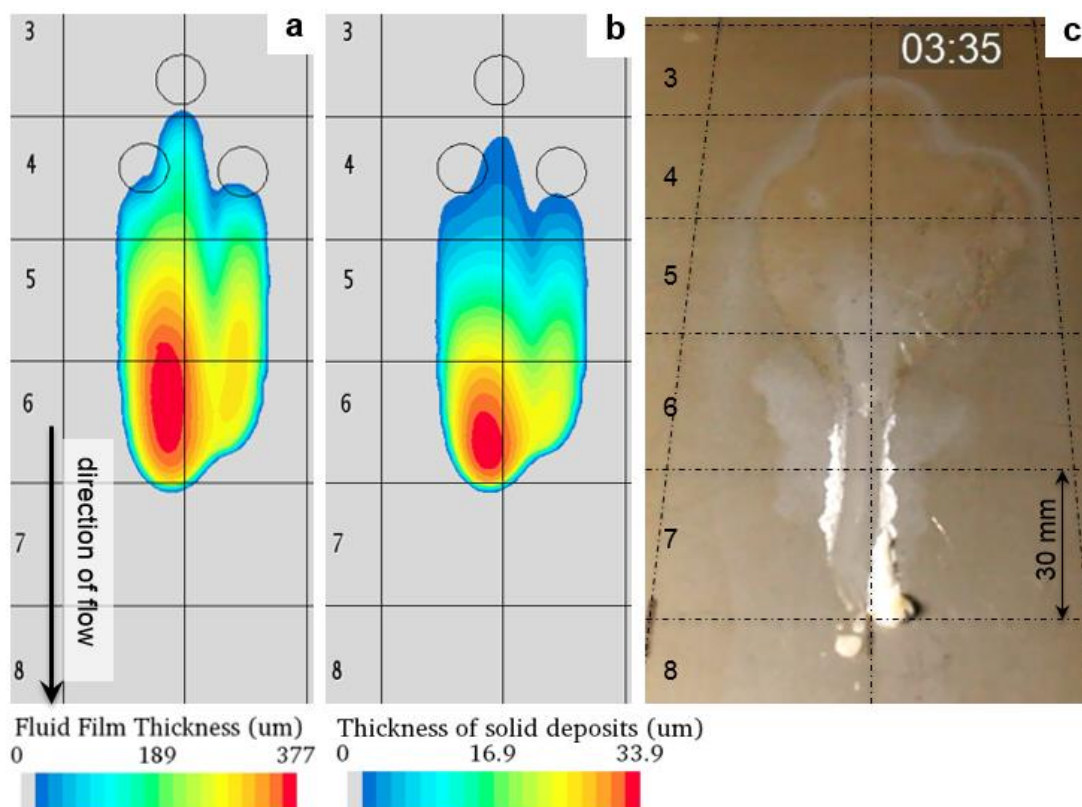 a
3
4
5
6
7
8
direction of flow
Fluid Film Thickness (um)
0 189 377
b
3
4
5
6
7
8
Thickness of solid deposits (um)
0 16.9 33.9
c
03:35
3
4
5
6
7
8
30 mm